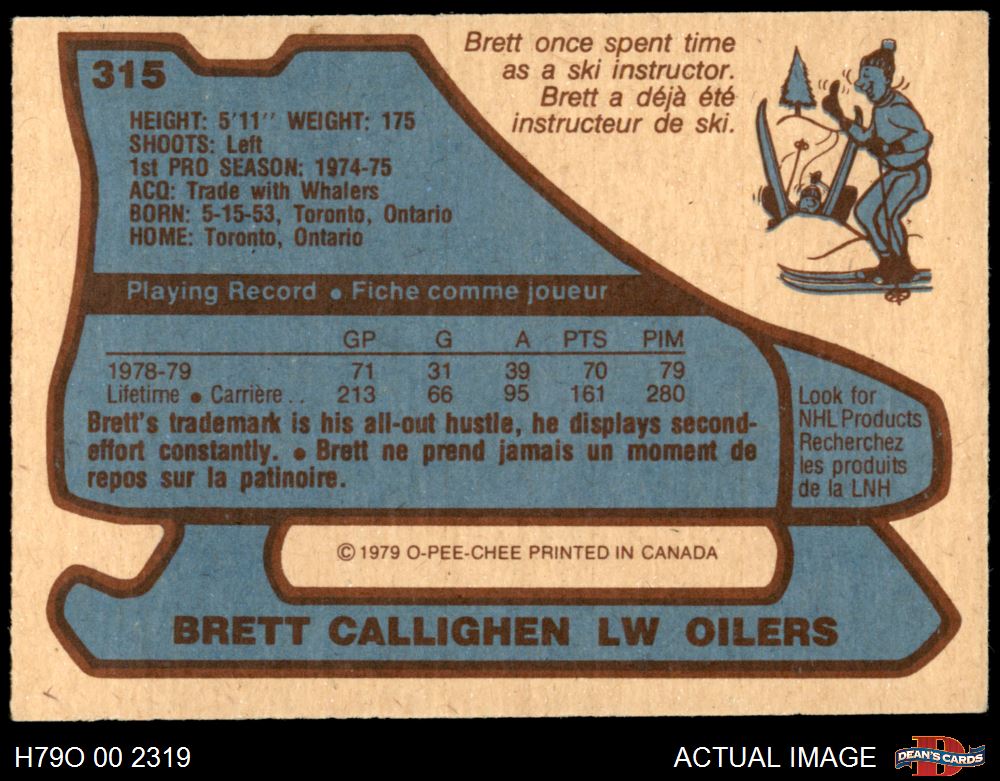 315
Brett once spent time
as a ski instructor.
Brett a déjà été
instructeur de ski.
HEIGHT: 5'11" WEIGHT: 175
SHOOTS: Left
1st PRO SEASON: 1974-75
ACQ: Trade with Whalers
BORN: 5-15-53, Toronto, Ontario
HOME: Toronto, Ontario
Playing Record • Fiche comme joueur
GP G A PTS PIM
1978-79 71 31 39 70 79
Lifetime • Carrière .. 213 66 95 161 280
Brett's trademark is his all-out hustle, he displays second-
effort constantly. • Brett ne prend jamais un moment de
repos sur la patinoire.
Look for
NHL Products
Recherchez
les produits
de la LNH
© 1979 O-PEE-CHEE PRINTED IN CANADA
BRETT CALLIGHEN LW OILERS
H79O 00 2319
ACTUAL IMAGE
D
DEAN'S CARDS